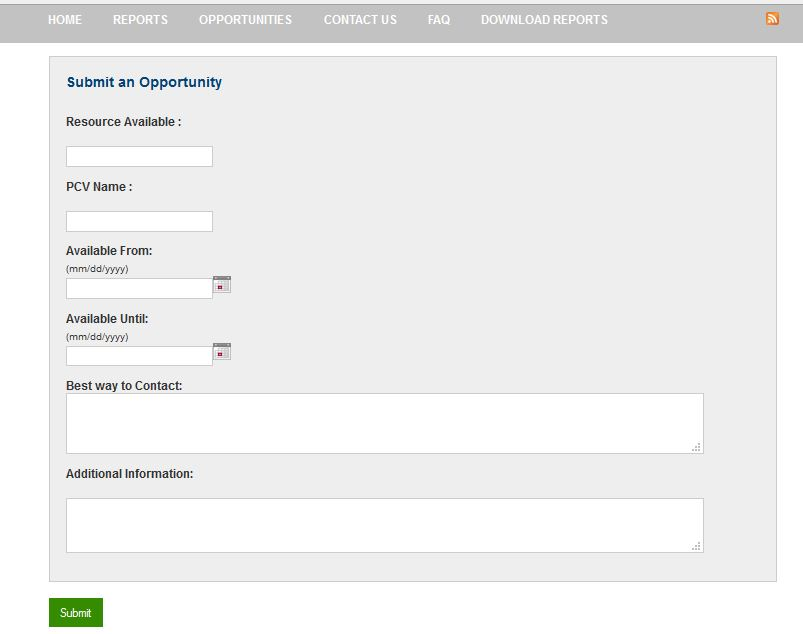 HOME REPORTS OPPORTUNITIES CONTACT US FAQ DOWNLOAD REPORTS
Submit an Opportunity
Resource Available :
PCV Name :
Available From:
(mm/dd/yyyy)
Available Until:
(mm/dd/yyyy)
Best way to Contact:
Additional Information:
Submit